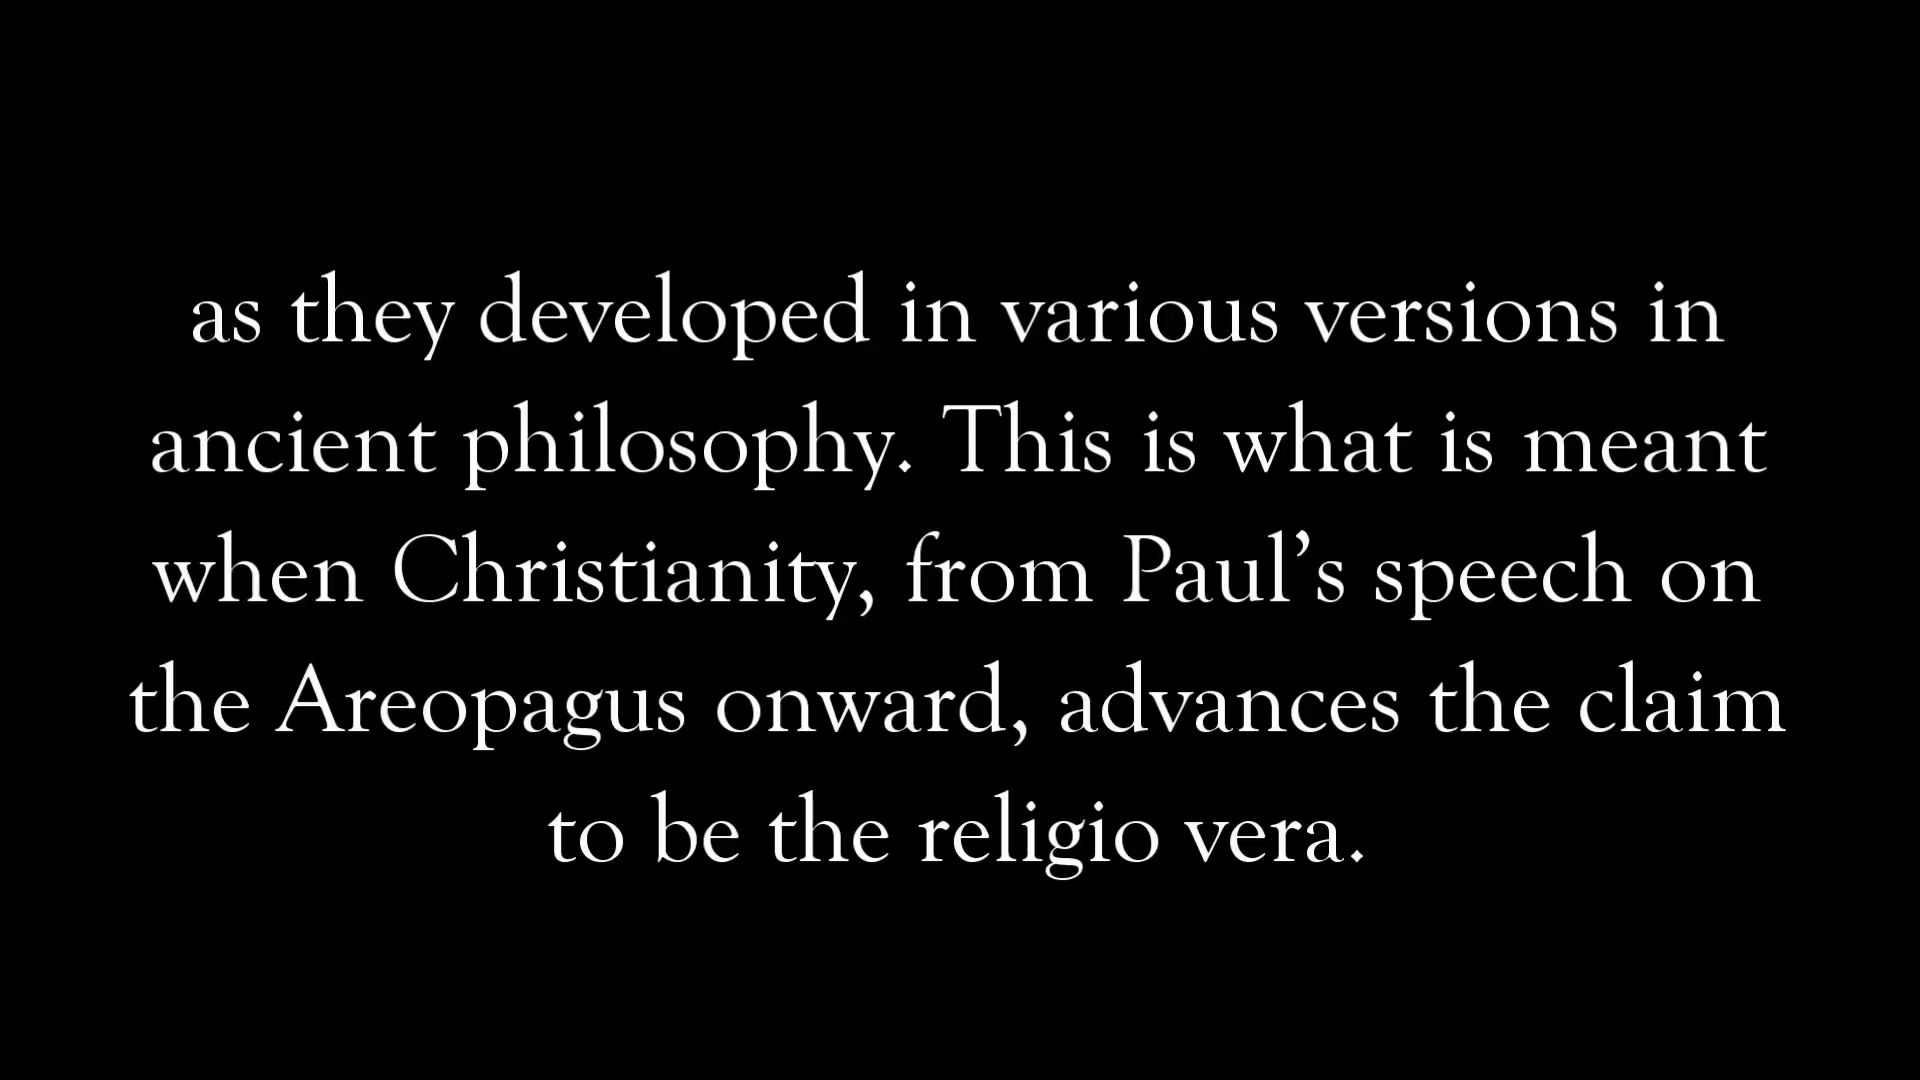 as they developed in various versions in
ancient philosophy. This is what is meant
when Christianity, from Paul’s speech on
the Areopagus onward, advances the claim
to be the religio vera.